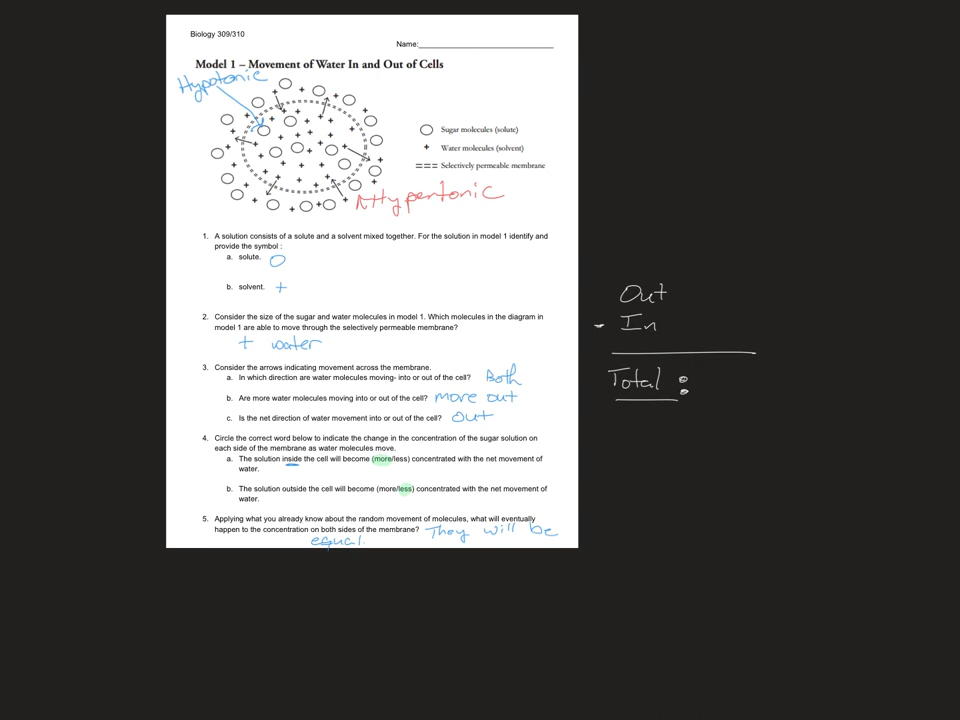 Biology 309/310
Name:
Model 1 – Movement of Water In and Out of Cells
Hypotonic
Sugar molecules (solute)
Water molecules (solvent)
Selectively permeable membrane
Hypertonic
1. A solution consists of a solute and a solvent mixed together. For the solution in model 1 identify and
provide the symbol :
a. solute. O
b. solvent. +
2. Consider the size of the sugar and water molecules in model 1. Which molecules in the diagram in
model 1 are able to move through the selectively permeable membrane?
+ water
3. Consider the arrows indicating movement across the membrane.
a. In which direction are water molecules moving- into or out of the cell? Both
b. Are more water molecules moving into or out of the cell? more out
c. Is the net direction of water movement into or out of the cell? out
4. Circle the correct word below to indicate the change in the concentration of the sugar solution on
each side of the membrane as water molecules move.
a. The solution inside the cell will become (more/less) concentrated with the net movement of
water.
b. The solution outside the cell will become (more/less) concentrated with the net movement of
water.
5. Applying what you already know about the random movement of molecules, what will eventually
happen to the concentration on both sides of the membrane? They will be
equal.
Out
- In
Total :